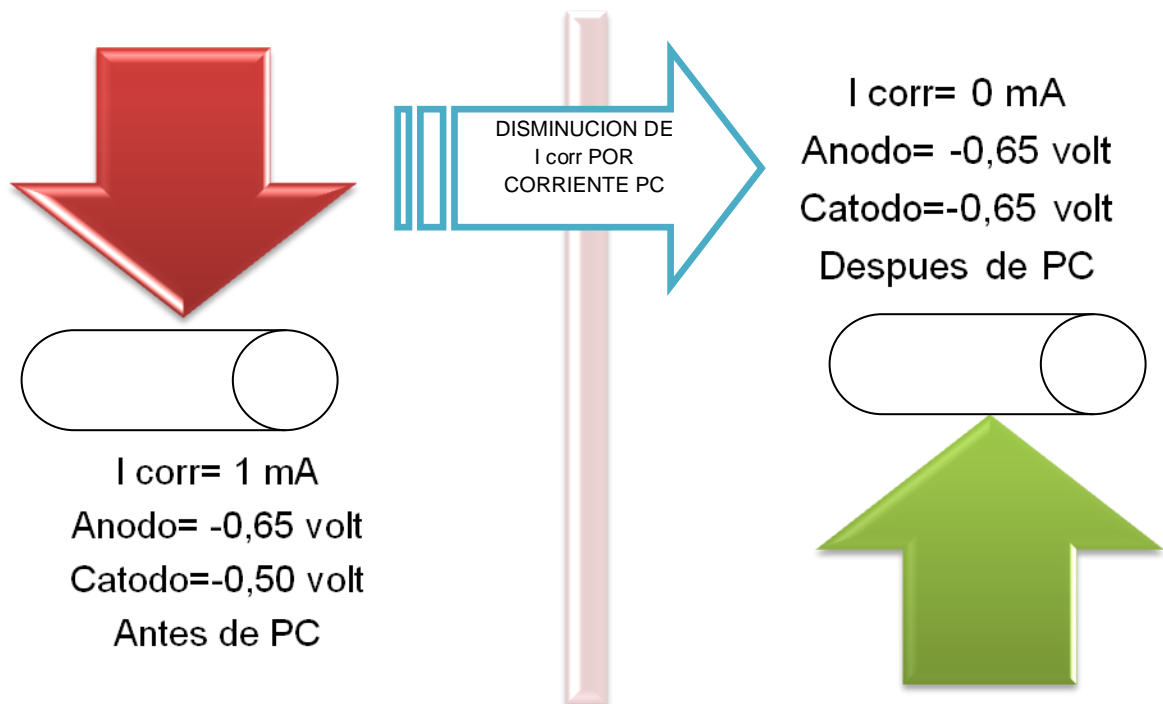 I corr= 1 mA
Anodo= -0,65 volt
Catodo=-0,50 volt
Antes de PC
DISMINUCION DE
I corr POR
CORRIENTE PC
I corr= 0 mA
Anodo= -0,65 volt
Catodo=-0,65 volt
Despues de PC